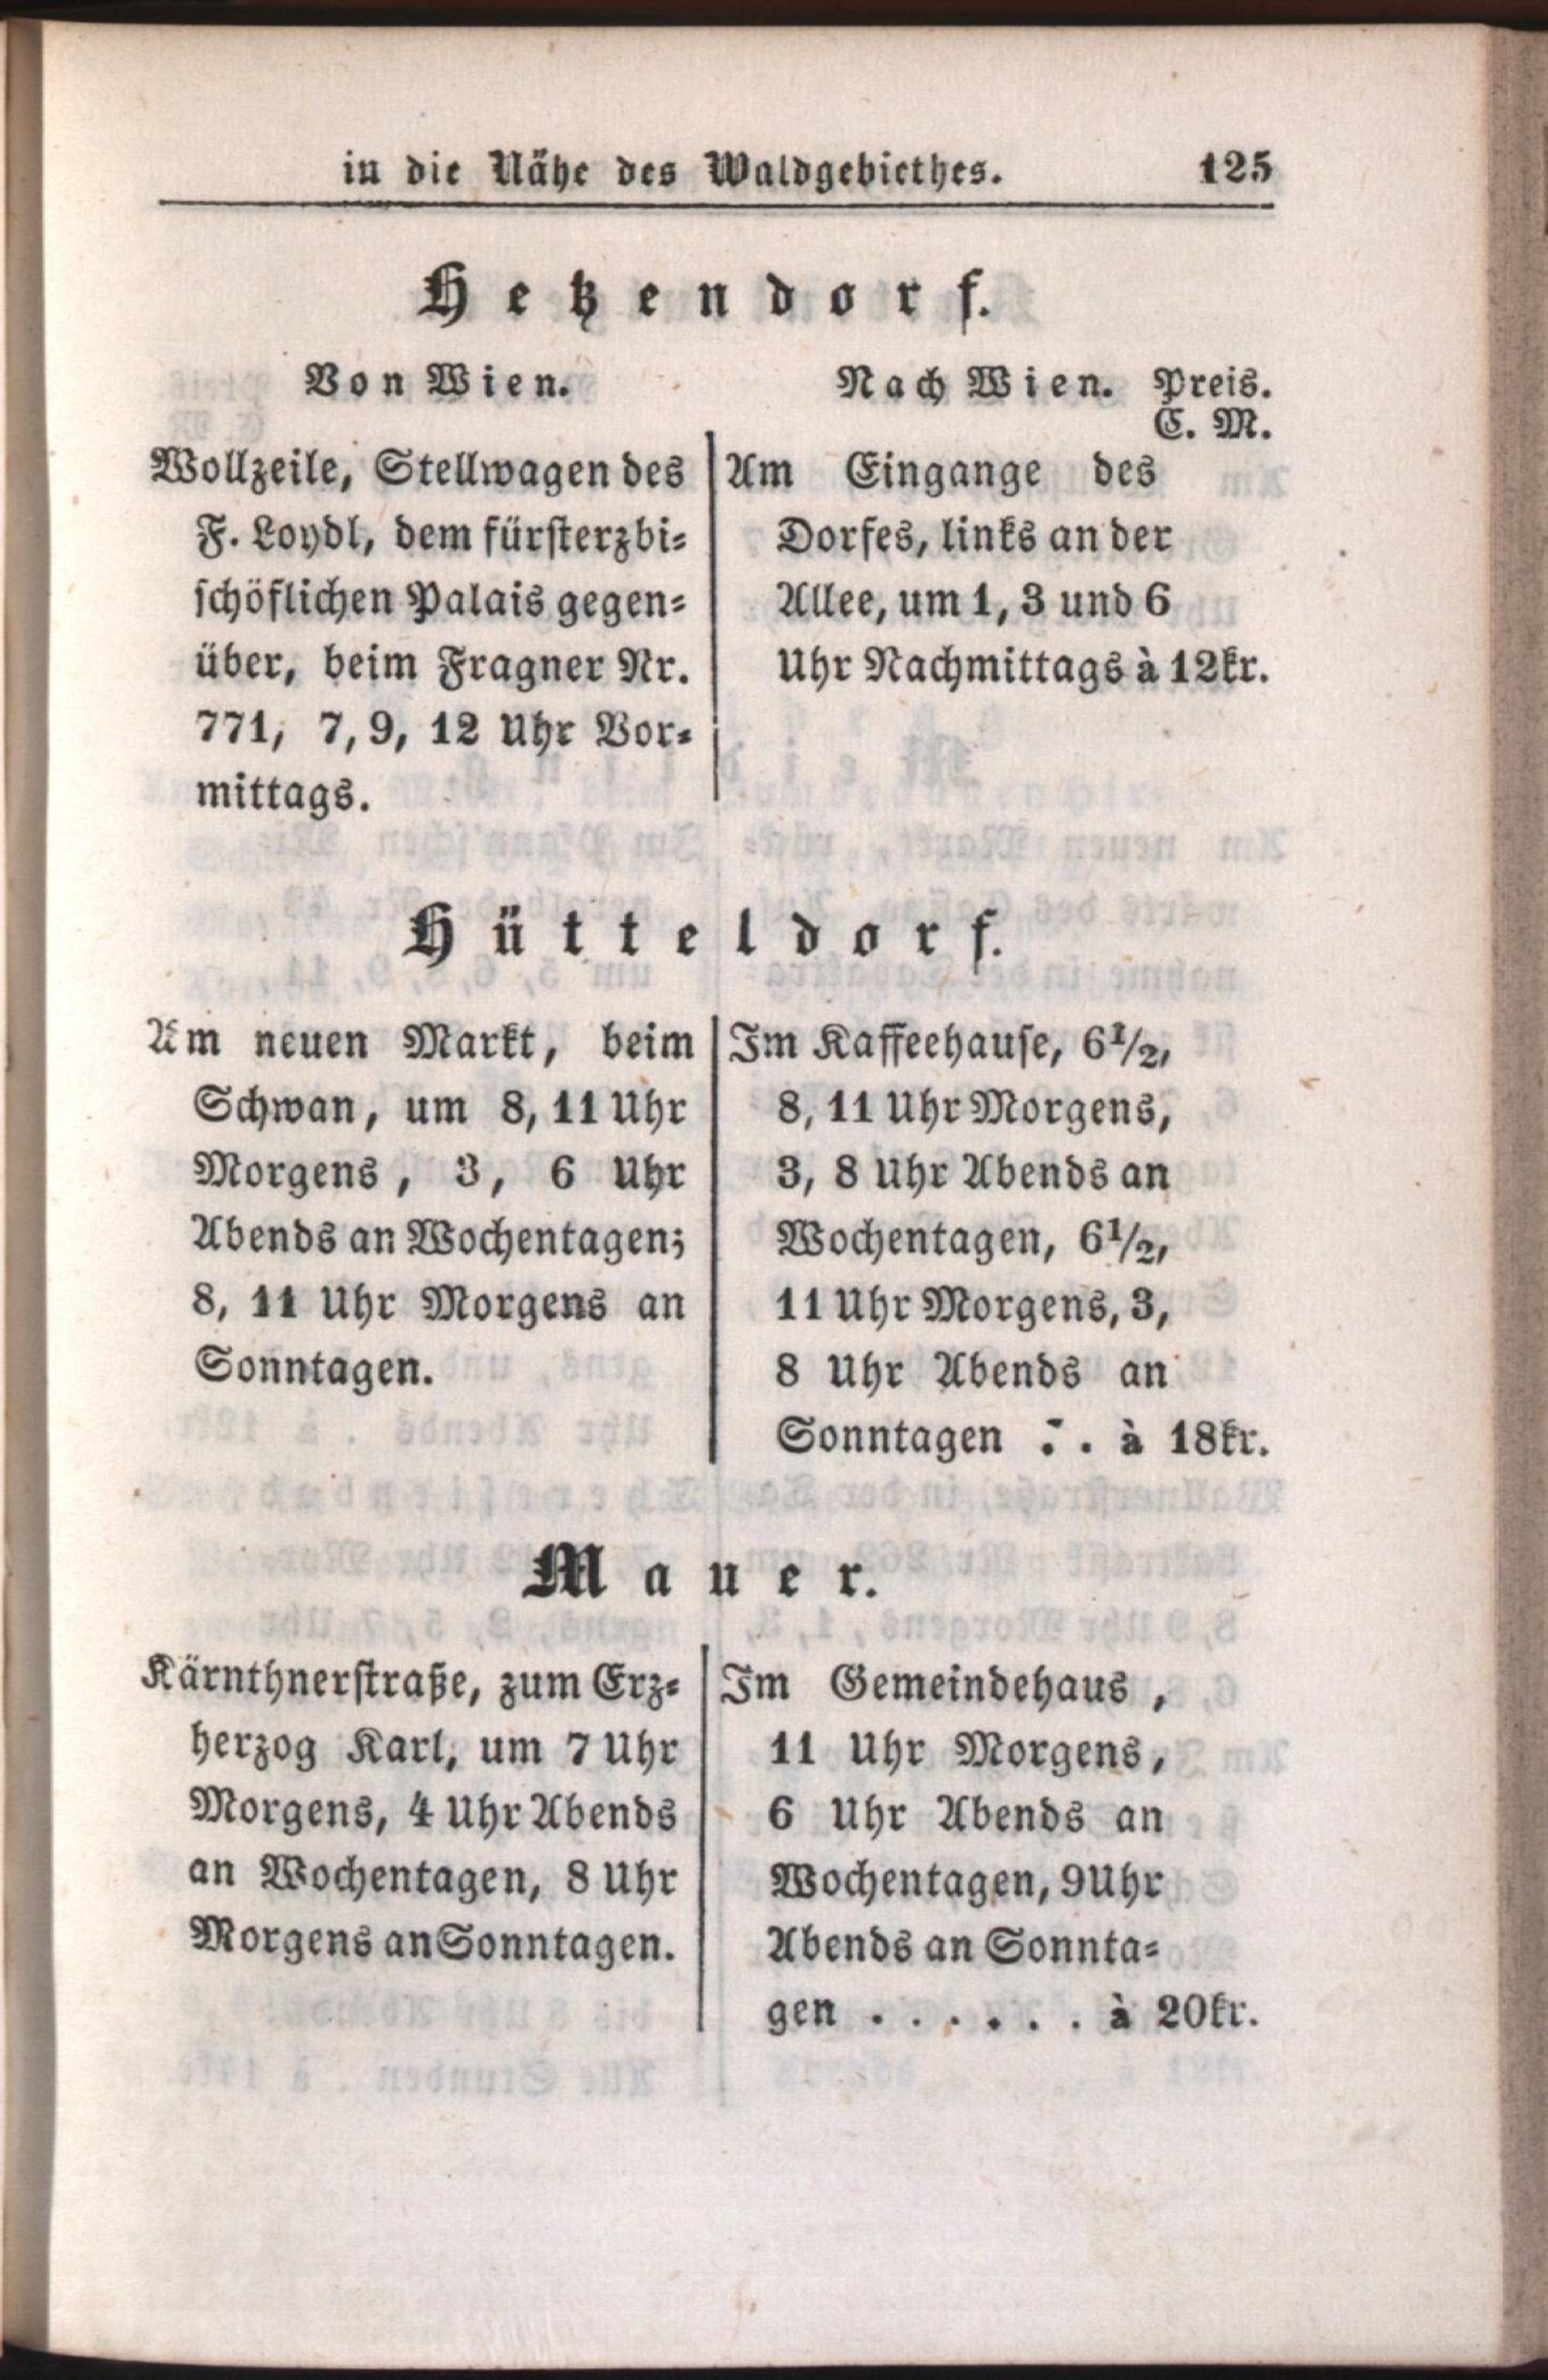 in die Nähe des Waldgebiethes. 125
Hetzendorf.
Von Wien.
Wollzeile, Stellwagen des
F. Loydl, dem fürsterzbi-
schöflichen Palais gegen-
über, beim Fragner Nr.
771, 7, 9, 12 Uhr Vor-
mittags.
Nach Wien. Preis.
C. M.
Am Eingange des
Dorfes, links an der
Allee, um 1, 3 und 6
Uhr Nachmittags à 12kr.
Hütteldorf.
Am neuen Markt, beim
Schwan, um 8, 11 Uhr
Morgens, 3, 6 Uhr
Abends an Wochentagen;
8, 11 Uhr Morgens an
Sonntagen.
Im Kaffeehause, 6 1/2,
8, 11 Uhr Morgens,
3, 8 Uhr Abends an
Wochentagen, 6 1/2,
11 Uhr Morgens, 3,
8 Uhr Abends an
Sonntagen . . à 18kr.
Mauer.
Kärnthnerstraße, zum Erz-
herzog Karl, um 7 Uhr
Morgens, 4 Uhr Abends
an Wochentagen, 8 Uhr
Morgens an Sonntagen.
Im Gemeindehaus,
11 Uhr Morgens,
6 Uhr Abends an
Wochentagen, 9 Uhr
Abends an Sonnta-
gen . . . . . . à 20kr.